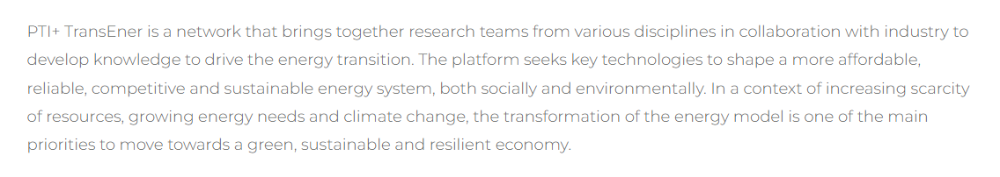 PTI+ TransEner is a network that brings together research teams from various disciplines in collaboration with industry to
develop knowledge to drive the energy transition. The platform seeks key technologies to shape a more affordable,
reliable, competitive and sustainable energy system, both socially and environmentally. In a context of increasing scarcity
of resources, growing energy needs and climate change, the transformation of the energy model is one of the main
priorities to move towards a green, sustainable and resilient economy.